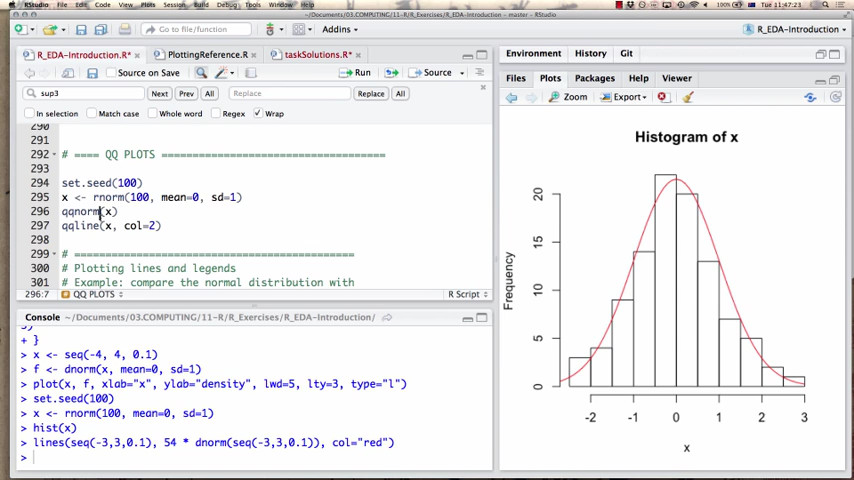 RStudio File Edit Code View Plots Session Build Debug Tools Window Help
100% Tue 11:47:23
~/Documents/03.COMPUTING/11-R/R_Exercises/R_EDA-Introduction - master - RStudio
Go to file/function
Addins
R_EDA-Introduction
R_EDA-Introduction.R*
PlottingReference.R
taskSolutions.R*
Source on Save
Run
Source
sup3
Next
Prev
All
Replace
Replace
All
In selection
Match case
Whole word
Regex
Wrap
290
291
292 # ==== QQ PLOTS =====================================
293
294 set.seed(100)
295 x <- rnorm(100, mean=0, sd=1)
296 qqnorm(x)
297 qqline(x, col=2)
298
299 # ==============================================
300 # Plotting lines and legends
301 # Example: compare the normal distribution with
296:7
QQ PLOTS
R Script
Console ~/Documents/03.COMPUTING/11-R/R_Exercises/R_EDA-Introduction/
+ }
> x <- seq(-4, 4, 0.1)
> f <- dnorm(x, mean=0, sd=1)
> plot(x, f, xlab="x", ylab="density", lwd=5, lty=3, type="l")
> set.seed(100)
> x <- rnorm(100, mean=0, sd=1)
> hist(x)
> lines(seq(-3,3,0.1), 54 * dnorm(seq(-3,3,0.1)), col="red")
>
Environment
History
Git
Files
Plots
Packages
Help
Viewer
Zoom
Export
Histogram of x
Frequency
20
15
10
5
0
-2
-1
0
1
2
3
x